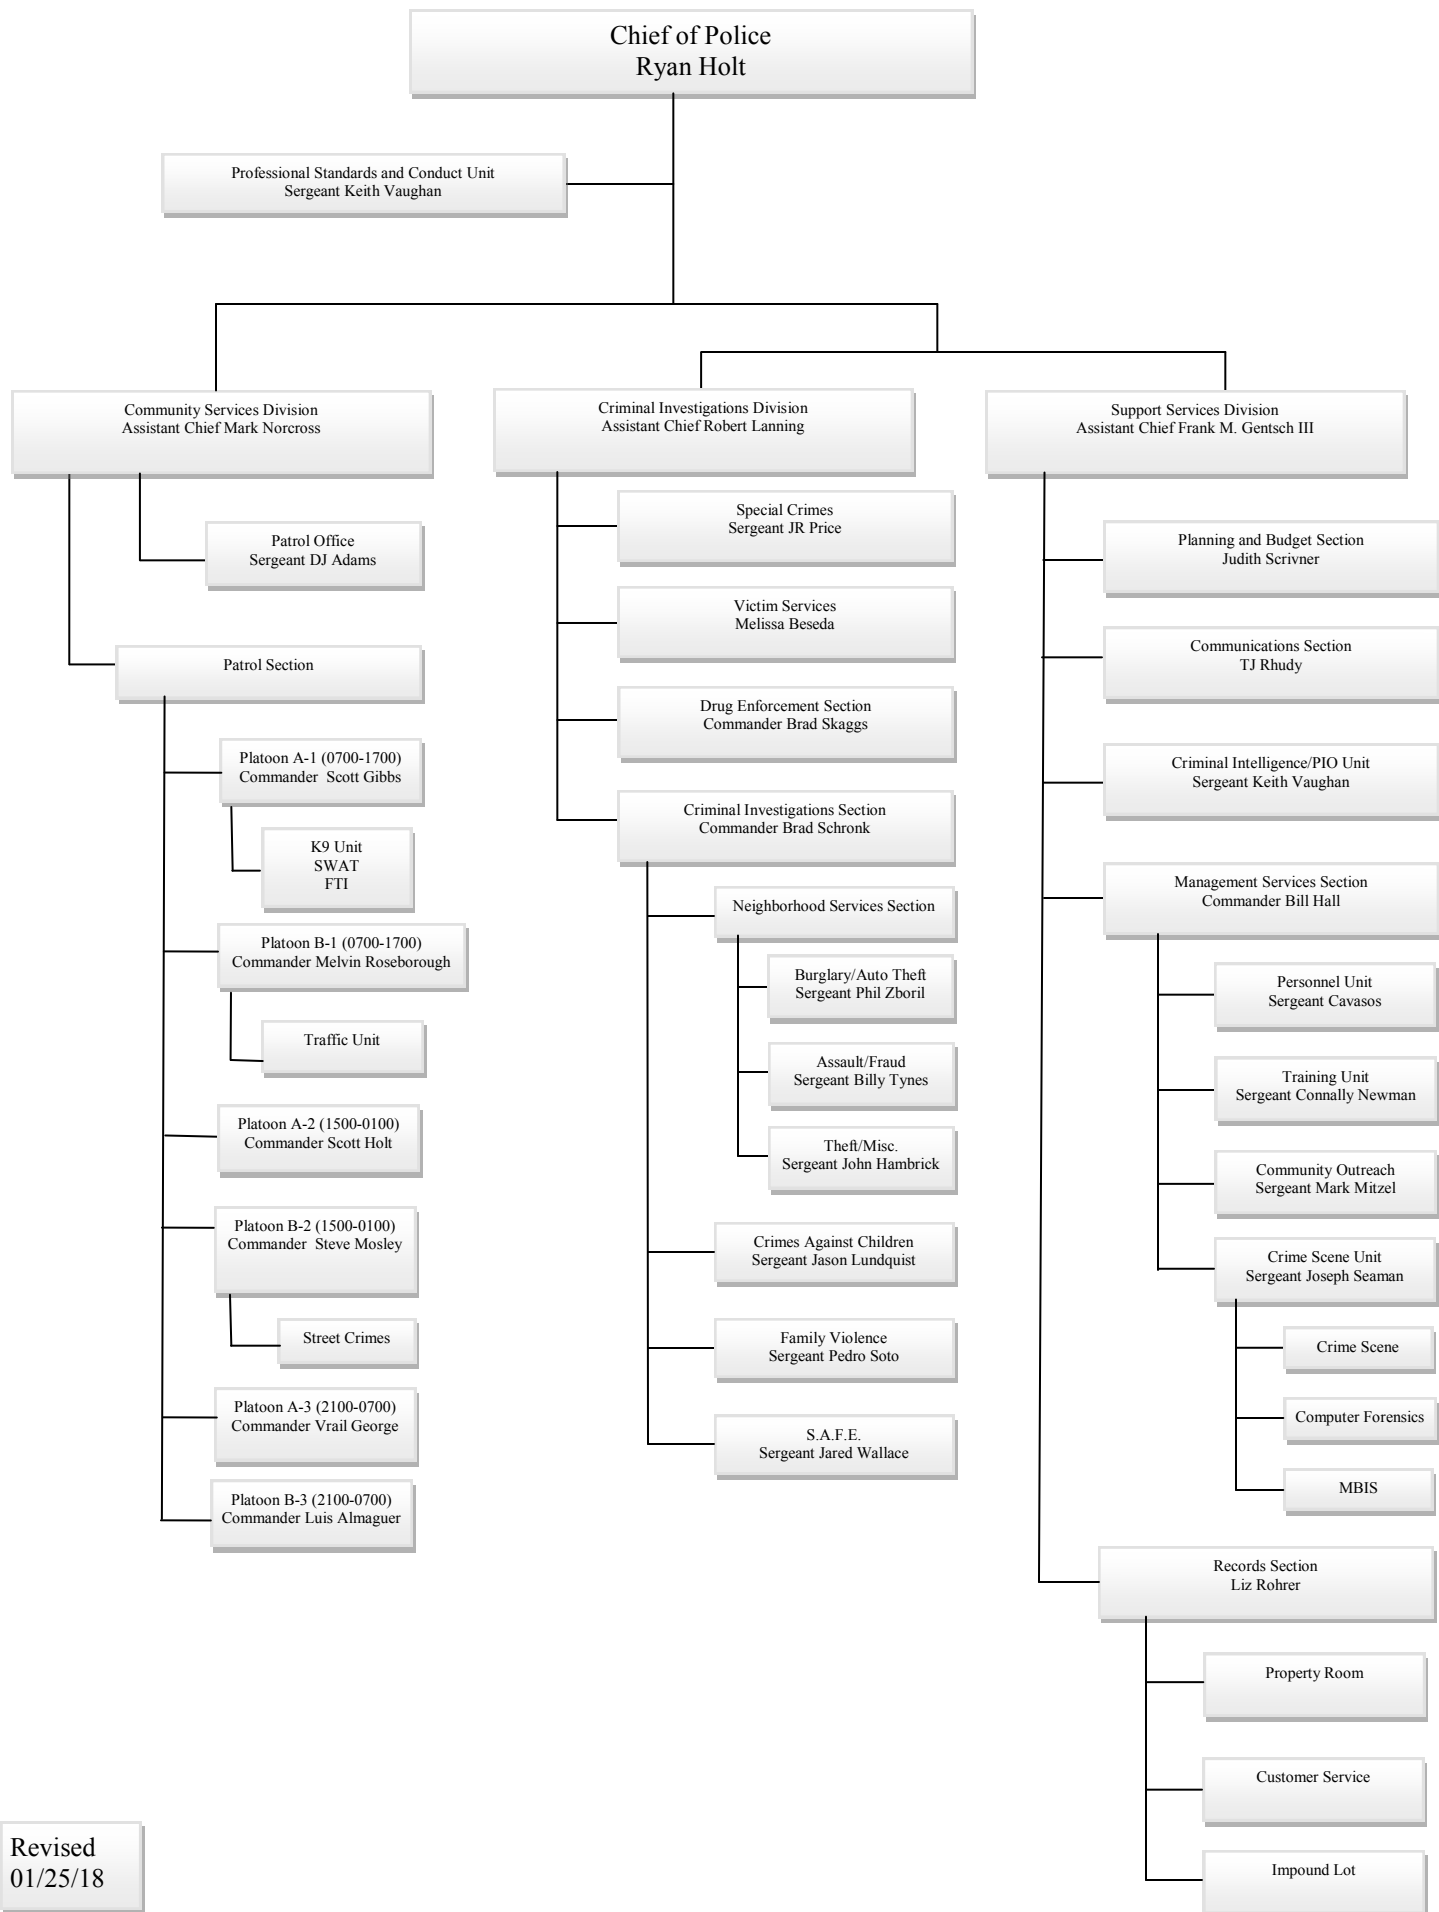 Chief of Police
Ryan Holt
Professional Standards and Conduct Unit
Sergeant Keith Vaughan
Community Services Division
Assistant Chief Mark Norcross
Patrol Office
Sergeant DJ Adams
Patrol Section
Platoon A-1 (0700-1700)
Commander  Scott Gibbs
K9 Unit
SWAT
FTI
Platoon B-1 (0700-1700)
Commander Melvin Roseborough
Traffic Unit
Platoon A-2 (1500-0100)
Commander Scott Holt
Platoon B-2 (1500-0100)
Commander  Steve Mosley
Street Crimes
Platoon A-3 (2100-0700)
Commander Vrail George
Platoon B-3 (2100-0700)
Commander Luis Almaguer
Criminal Investigations Division
Assistant Chief Robert Lanning
Special Crimes
Sergeant JR Price
Victim Services
Melissa Beseda
Drug Enforcement Section
Commander Brad Skaggs
Criminal Investigations Section
Commander Brad Schronk
Neighborhood Services Section
Burglary/Auto Theft
Sergeant Phil Zboril
Assault/Fraud
Sergeant Billy Tynes
Theft/Misc.
Sergeant John Hambrick
Crimes Against Children
Sergeant Jason Lundquist
Family Violence
Sergeant Pedro Soto
S.A.F.E.
Sergeant Jared Wallace
Support Services Division
Assistant Chief Frank M. Gentsch III
Planning and Budget Section
Judith Scrivner
Communications Section
TJ Rhudy
Criminal Intelligence/PIO Unit
Sergeant Keith Vaughan
Management Services Section
Commander Bill Hall
Personnel Unit
Sergeant Cavasos
Training Unit
Sergeant Connally Newman
Community Outreach
Sergeant Mark Mitzel
Crime Scene Unit
Sergeant Joseph Seaman
Crime Scene
Computer Forensics
MBIS
Records Section
Liz Rohrer
Property Room
Customer Service
Impound Lot
Revised
01/25/18